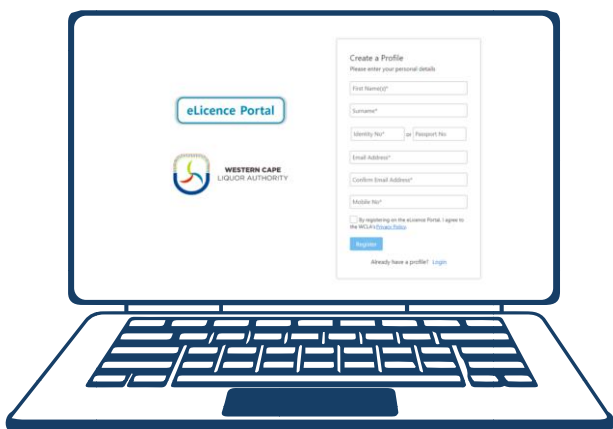 eLicence Portal
WESTERN CAPE
LIQUOR AUTHORITY
Create a Profile
Please enter your personal details
First Name(s)*
Surname*
Identity No* or Passport No
Email Address*
Confirm Email Address*
Mobile No*
By registering on the eLicence Portal, I agree to
the WCLA's Privacy Policy
Register
Already have a profile? Login